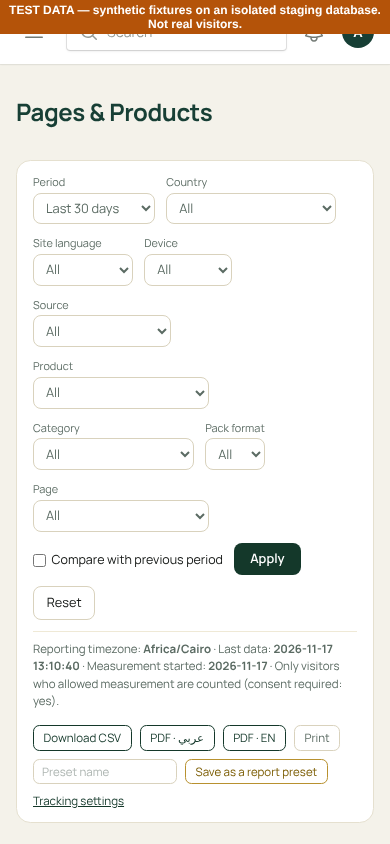 TEST DATA — synthetic fixtures on an isolated staging database.
Not real visitors.
Search
A
Pages & Products
Period Country
Last 30 days All
Site language Device
All All
Source
All
Product
All
Category Pack format
All All
Page
All
Compare with previous period Apply
Reset
Reporting timezone: Africa/Cairo · Last data: 2026-11-17
13:10:40 · Measurement started: 2026-11-17 · Only visitors
who allowed measurement are counted (consent required:
yes).
Download CSV PDF · عربي PDF · EN Print
Preset name Save as a report preset
Tracking settings